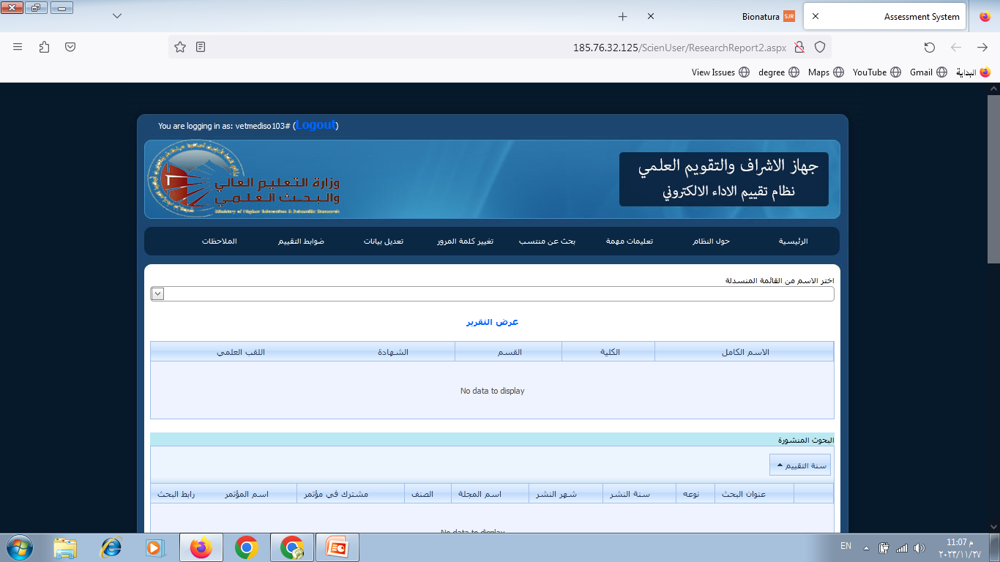 Assessment System
Bionatura
SJR
185.76.32.125/ScienUser/ResearchReport2.aspx
البداية
Gmail
YouTube
Maps
degree
View Issues
You are logging in as: vetmediso103# (Logout)
وزارة التعليم العالي
والبحث العلمي
Ministry of Higher Education & Scientific Research
جهاز الاشراف والتقويم العلمي
نظام تقييم الاداء الالكتروني
الرئيسية
حول النظام
تعليمات مهمة
بحث عن منتسب
تغيير كلمة المرور
تعديل بيانات
ضوابط التقييم
الملاحظات
اختر الاسم من القائمة المنسدلة
عرض التقرير
الاسم الكامل
الكلية
القسم
الشهادة
اللقب العلمي
No data to display
البحوث المنشورة
سنة التقييم
عنوان البحث
نوعه
سنة النشر
شهر النشر
اسم المجلة
الصنف
مشترك في مؤتمر
اسم المؤتمر
رابط البحث
No data to display
EN
11:07 م
٢٠٢٣/١١/٢٧